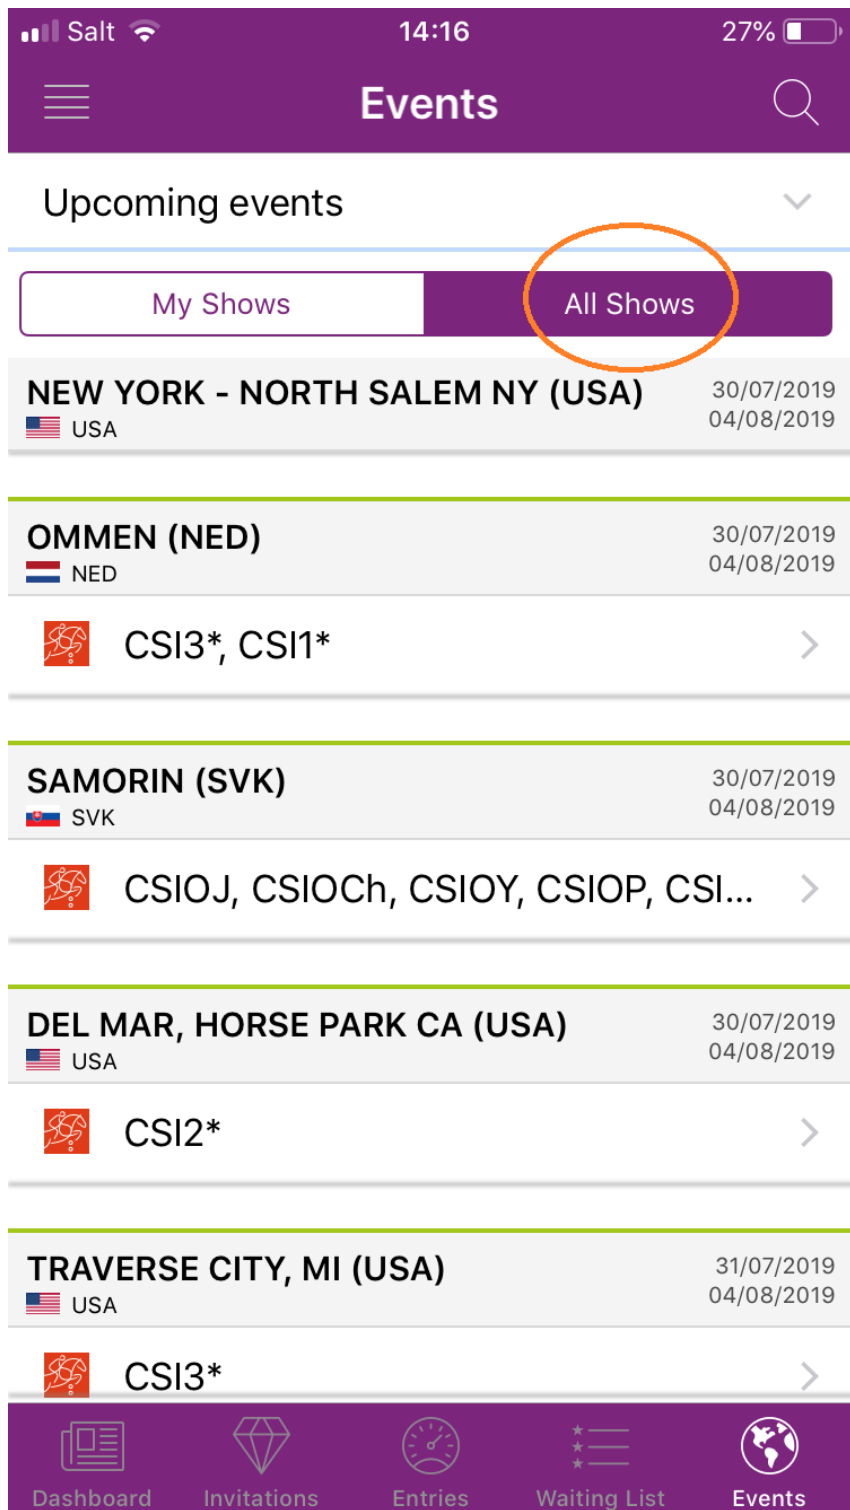 Salt 14:16 27%
Events
Upcoming events
My Shows All Shows
NEW YORK - NORTH SALEM NY (USA) 30/07/2019
USA 04/08/2019
OMMEN (NED) 30/07/2019
NED 04/08/2019
CSI3*, CSI1*
SAMORIN (SVK) 30/07/2019
SVK 04/08/2019
CSIOJ, CSIOCh, CSIOY, CSIOP, CSI...
DEL MAR, HORSE PARK CA (USA) 30/07/2019
USA 04/08/2019
CSI2*
TRAVERSE CITY, MI (USA) 31/07/2019
USA 04/08/2019
CSI3*
Dashboard Invitations Entries Waiting List Events